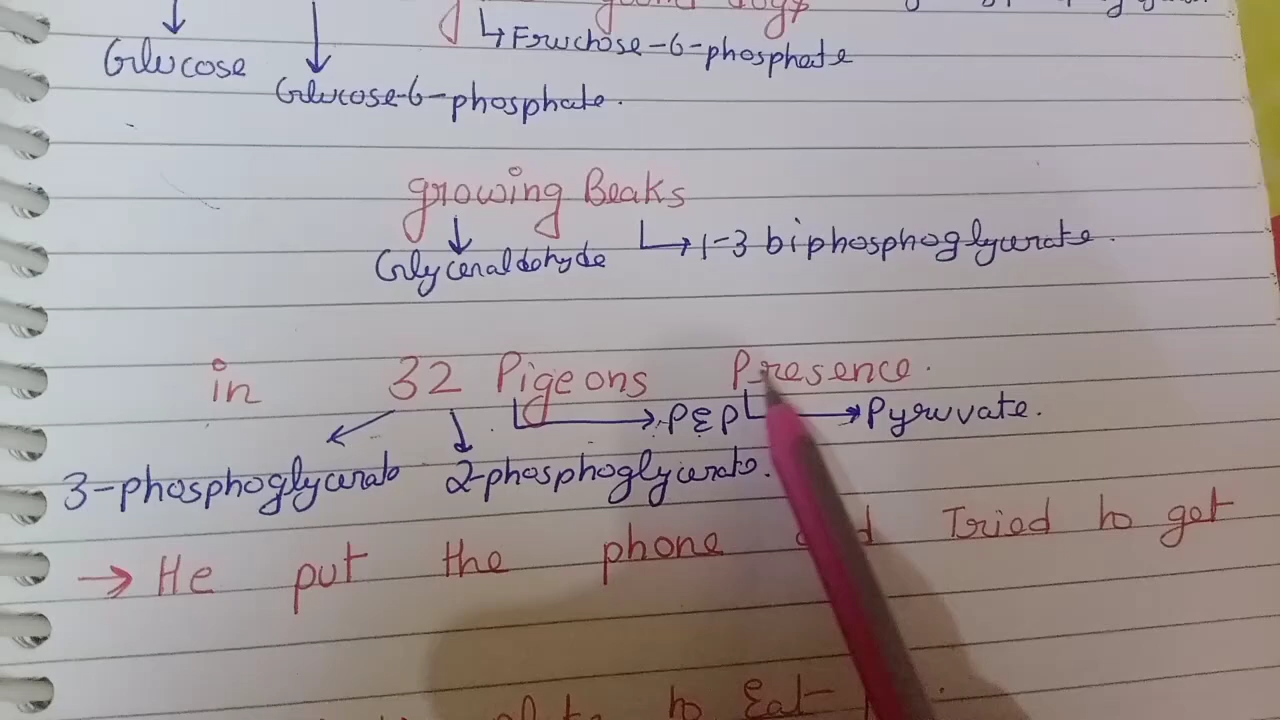 Fruchose-6-phosphate
Glucose
Glucose-6-phosphate.
growing Beaks
Glyceraldehyde 1-3 biphosphoglycerate.
in 32 Pigeons Presence.
PEP Pyruvate.
3-phosphoglycerate 2-phosphoglycerate.
→ He put the phone Tried to get
to Eat